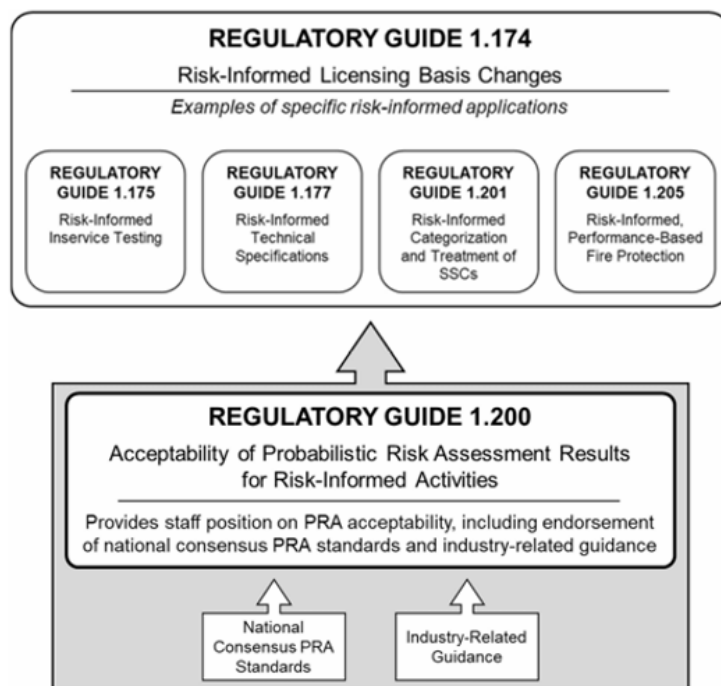 REGULATORY GUIDE 1.174
Risk-Informed Licensing Basis Changes
Examples of specific risk-informed applications
REGULATORY
GUIDE 1.175
Risk-Informed
Inservice Testing
REGULATORY
GUIDE 1.177
Risk-Informed
Technical
Specifications
REGULATORY
GUIDE 1.201
Risk-Informed
Categorization
and Treatment of
SSCs
REGULATORY
GUIDE 1.205
Risk-Informed,
Performance-Based
Fire Protection
REGULATORY GUIDE 1.200
Acceptability of Probabilistic Risk Assessment Results
for Risk-Informed Activities
Provides staff position on PRA acceptability, including endorsement
of national consensus PRA standards and industry-related guidance
National
Consensus PRA
Standards
Industry-Related
Guidance